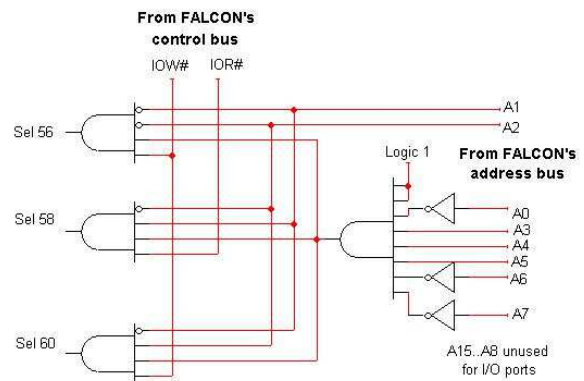 From FALCON's
control bus
IOW# IOR#
A1
A2
Sel 56
Logic 1
From FALCON's
address bus
A0
Sel 58
A3
A4
A5
A6
A7
Sel 60
A15..A8 unused
for I/O ports